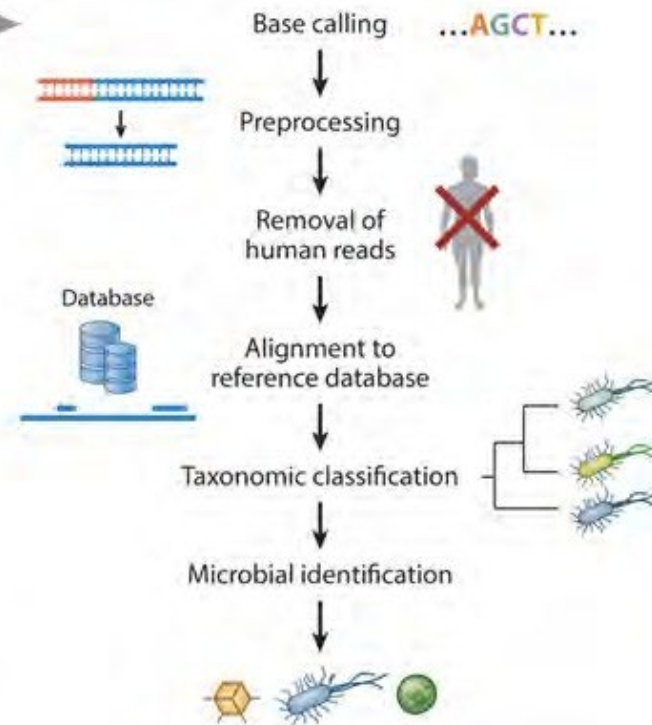 Base calling ...AGCT...
Preprocessing
Removal of
human reads
Database
Alignment to
reference database
Taxonomic classification
Microbial identification